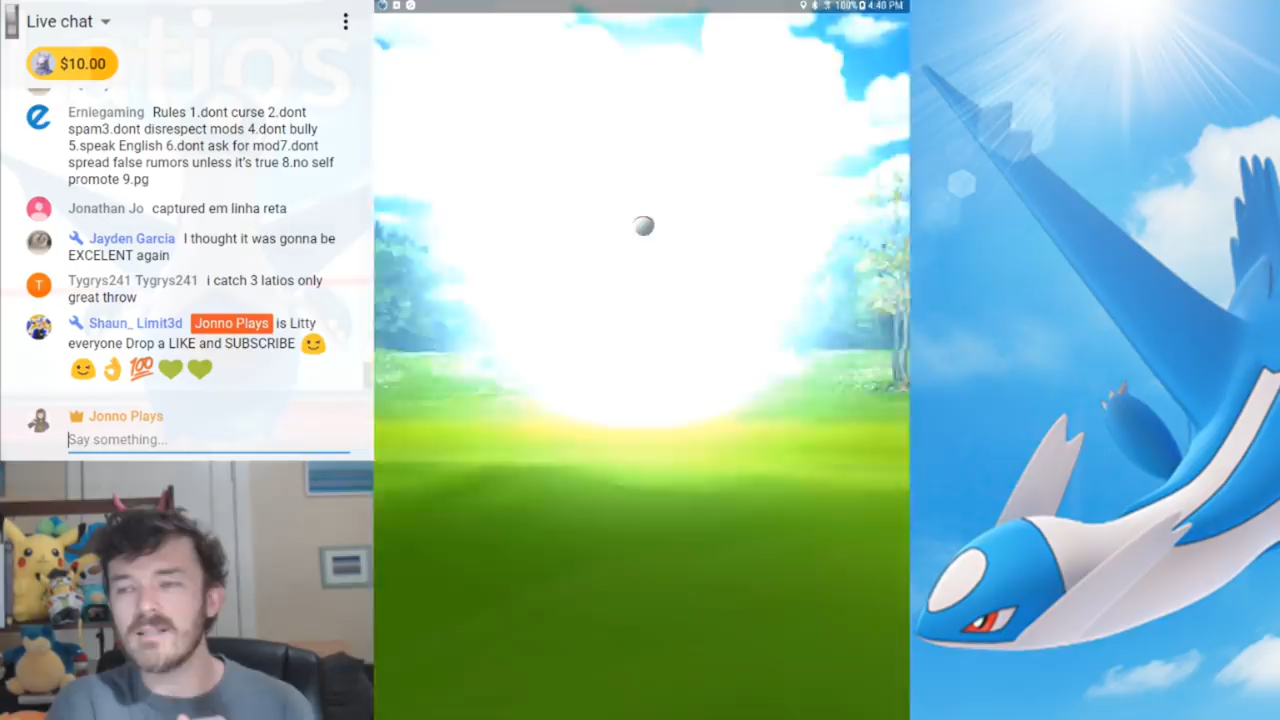 Live chat
$10.00
Erniegaming Rules 1.dont curse 2.dont
spam3.dont disrespect mods 4.dont bully
5.speak English 6.dont ask for mod7.dont
spread false rumors unless it's true 8.no self
promote 9.pg
Jonathan Jo captured em linha reta
Jayden Garcia I thought it was gonna be
EXCELENT again
T Tygrys241 Tygrys241 i catch 3 latios only
great throw
Shaun_ Limit3d Jonno Plays is Litty
everyone Drop a LIKE and SUBSCRIBE
100
Jonno Plays
Say something...
100% 4:40 PM